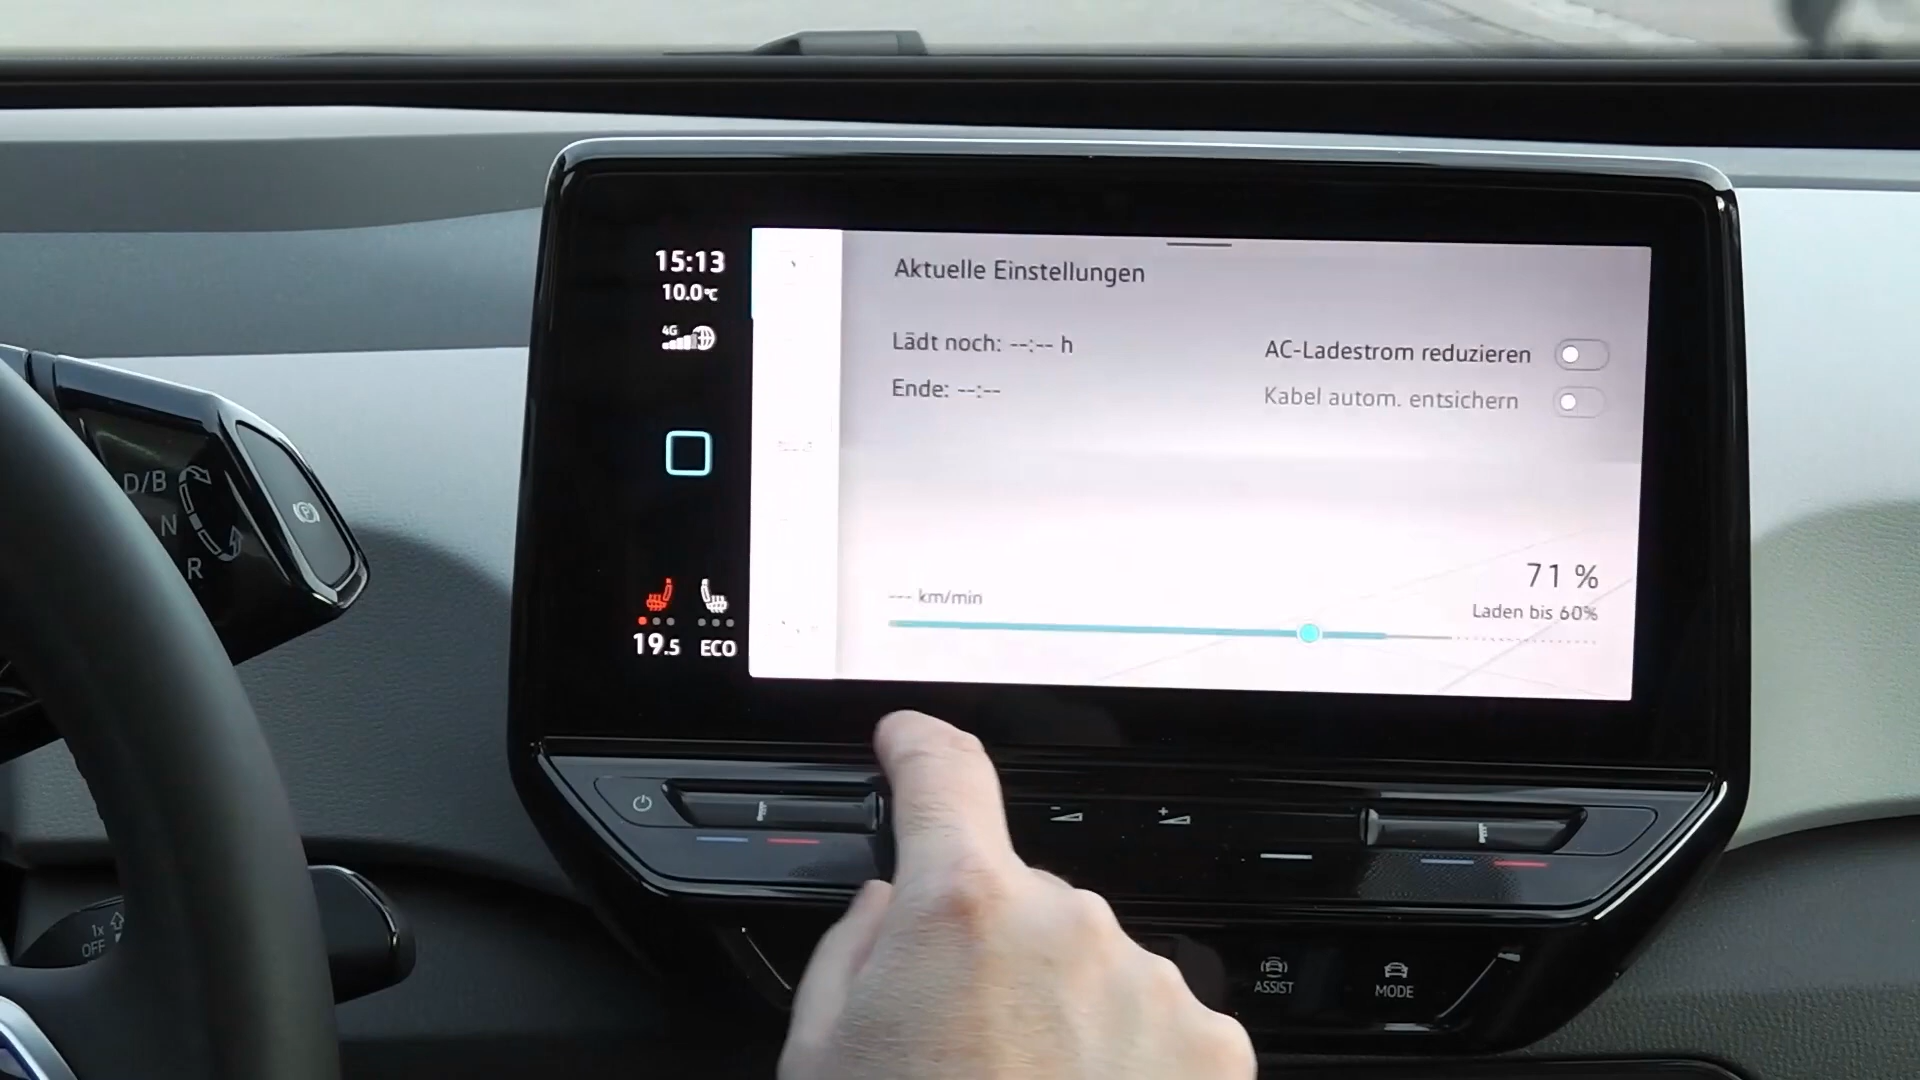 15:13
10.0°C
4G
Aktuelle Einstellungen
Lädt noch: --:-- h
Ende: --:--
AC-Ladestrom reduzieren
Kabel autom. entsichern
71 %
Laden bis 60%
--- km/min
19.5
ECO
D/B
N
R
P
1x
OFF
- +
ASSIST
MODE